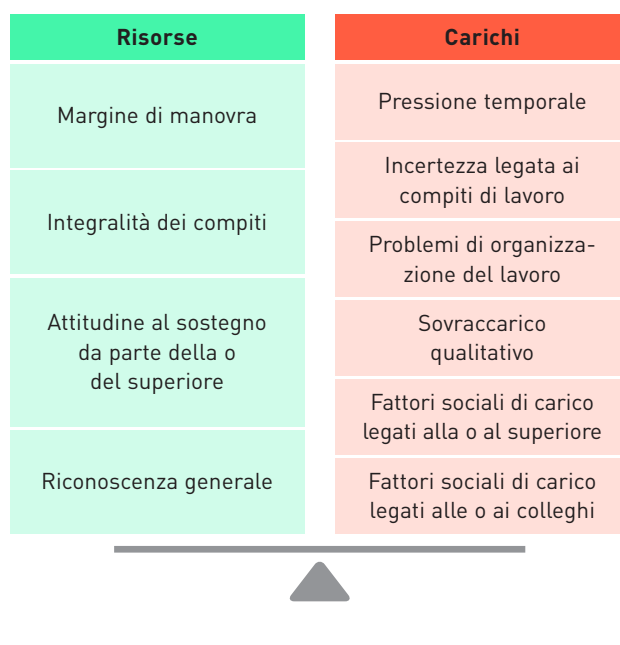 Risorse
Margine di manovra
Integralità dei compiti
Attitudine al sostegno
da parte della o
del superiore
Riconoscenza generale
Carichi
Pressione temporale
Incertezza legata ai
compiti di lavoro
Problemi di organizza-
zione del lavoro
Sovraccarico
qualitativo
Fattori sociali di carico
legati alla o al superiore
Fattori sociali di carico
legati alle o ai colleghi